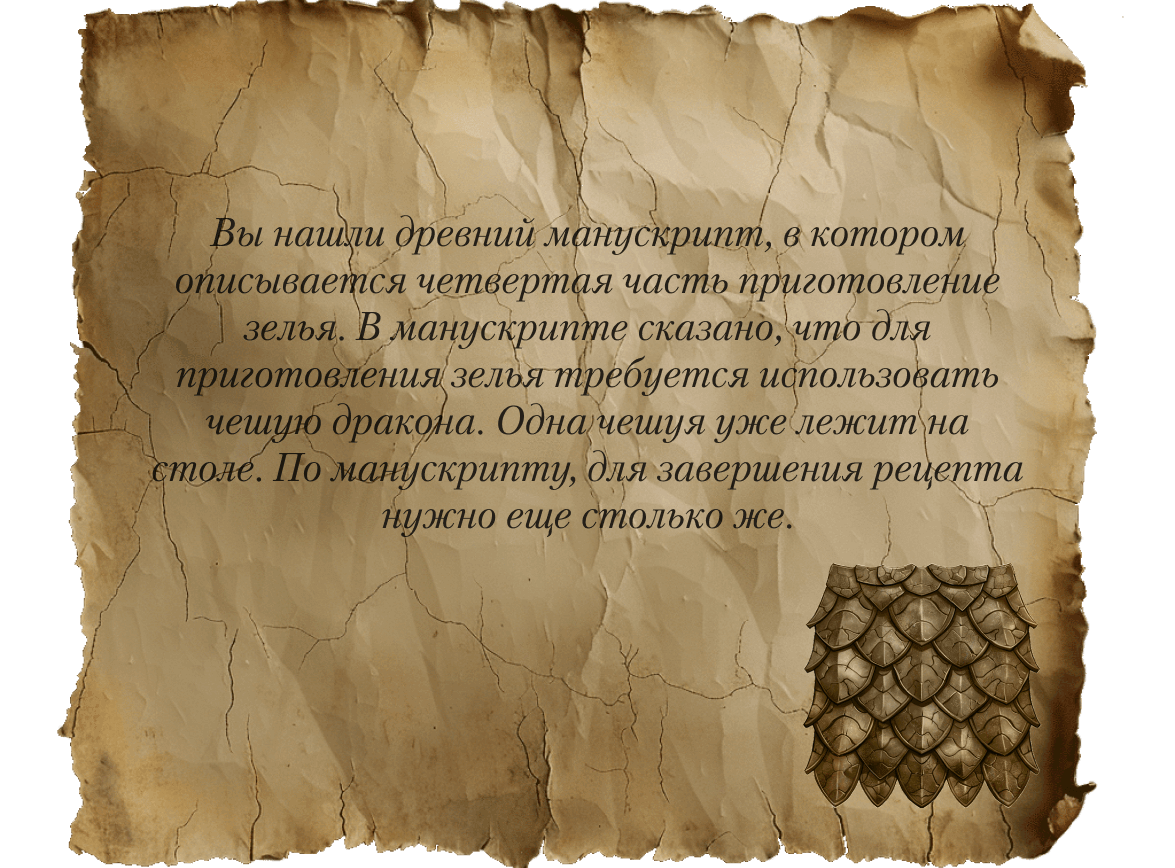 Вы нашли древний манускрипт, в котором
описывается четвертая часть приготовление
зелья. В манускрипте сказано, что для
приготовления зелья требуется использовать
чешую дракона. Одна чешуя уже лежит на
столе. По манускрипту, для завершения рецепта
нужно еще столько же.